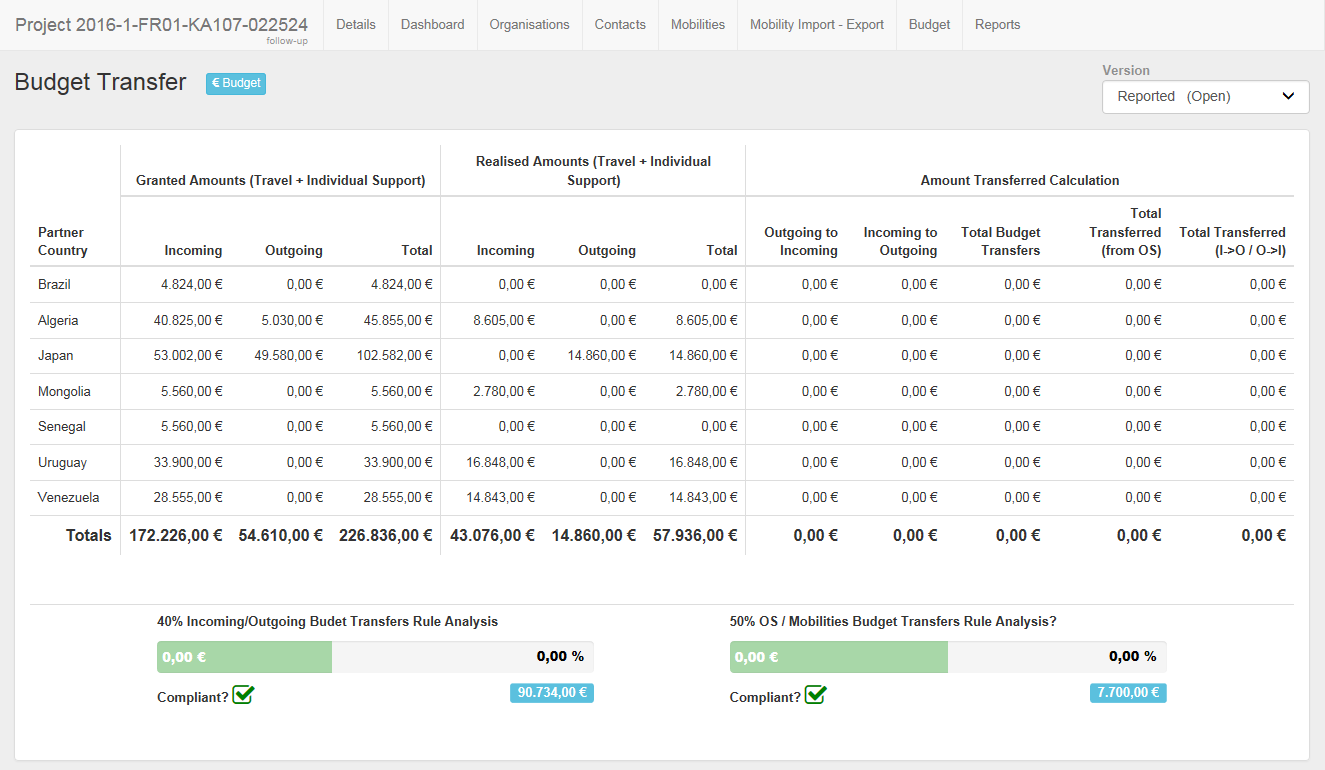 Project 2016-1-FR01-KA107-022524 Details Dashboard Organisations Contacts Mobilities Mobility Import - Export Budget Reports
follow-up
Budget Transfer € Budget
Version
Reported (Open)
Granted Amounts (Travel + Individual Support)
Realised Amounts (Travel + Individual
Support)
Amount Transferred Calculation
Partner
Country
Incoming Outgoing Total
Incoming Outgoing Total
Outgoing to
Incoming
Incoming to
Outgoing
Total Budget
Transfers
Total
Transferred
(from OS)
Total Transferred
(I->O / O->I)
Brazil 4.824,00 € 0,00 € 4.824,00 € 0,00 € 0,00 € 0,00 € 0,00 € 0,00 € 0,00 € 0,00 € 0,00 €
Algeria 40.825,00 € 5.030,00 € 45.855,00 € 8.605,00 € 0,00 € 8.605,00 € 0,00 € 0,00 € 0,00 € 0,00 € 0,00 €
Japan 53.002,00 € 49.580,00 € 102.582,00 € 0,00 € 14.860,00 € 14.860,00 € 0,00 € 0,00 € 0,00 € 0,00 € 0,00 €
Mongolia 5.560,00 € 0,00 € 5.560,00 € 2.780,00 € 0,00 € 2.780,00 € 0,00 € 0,00 € 0,00 € 0,00 € 0,00 €
Senegal 5.560,00 € 0,00 € 5.560,00 € 0,00 € 0,00 € 0,00 € 0,00 € 0,00 € 0,00 € 0,00 € 0,00 €
Uruguay 33.900,00 € 0,00 € 33.900,00 € 16.848,00 € 0,00 € 16.848,00 € 0,00 € 0,00 € 0,00 € 0,00 € 0,00 €
Venezuela 28.555,00 € 0,00 € 28.555,00 € 14.843,00 € 0,00 € 14.843,00 € 0,00 € 0,00 € 0,00 € 0,00 € 0,00 €
Totals 172.226,00 € 54.610,00 € 226.836,00 € 43.076,00 € 14.860,00 € 57.936,00 € 0,00 € 0,00 € 0,00 € 0,00 € 0,00 €
40% Incoming/Outgoing Budet Transfers Rule Analysis
0,00 € 0,00 %
Compliant? 90.734,00 €
50% OS / Mobilities Budget Transfers Rule Analysis?
0,00 € 0,00 %
Compliant? 7.700,00 €